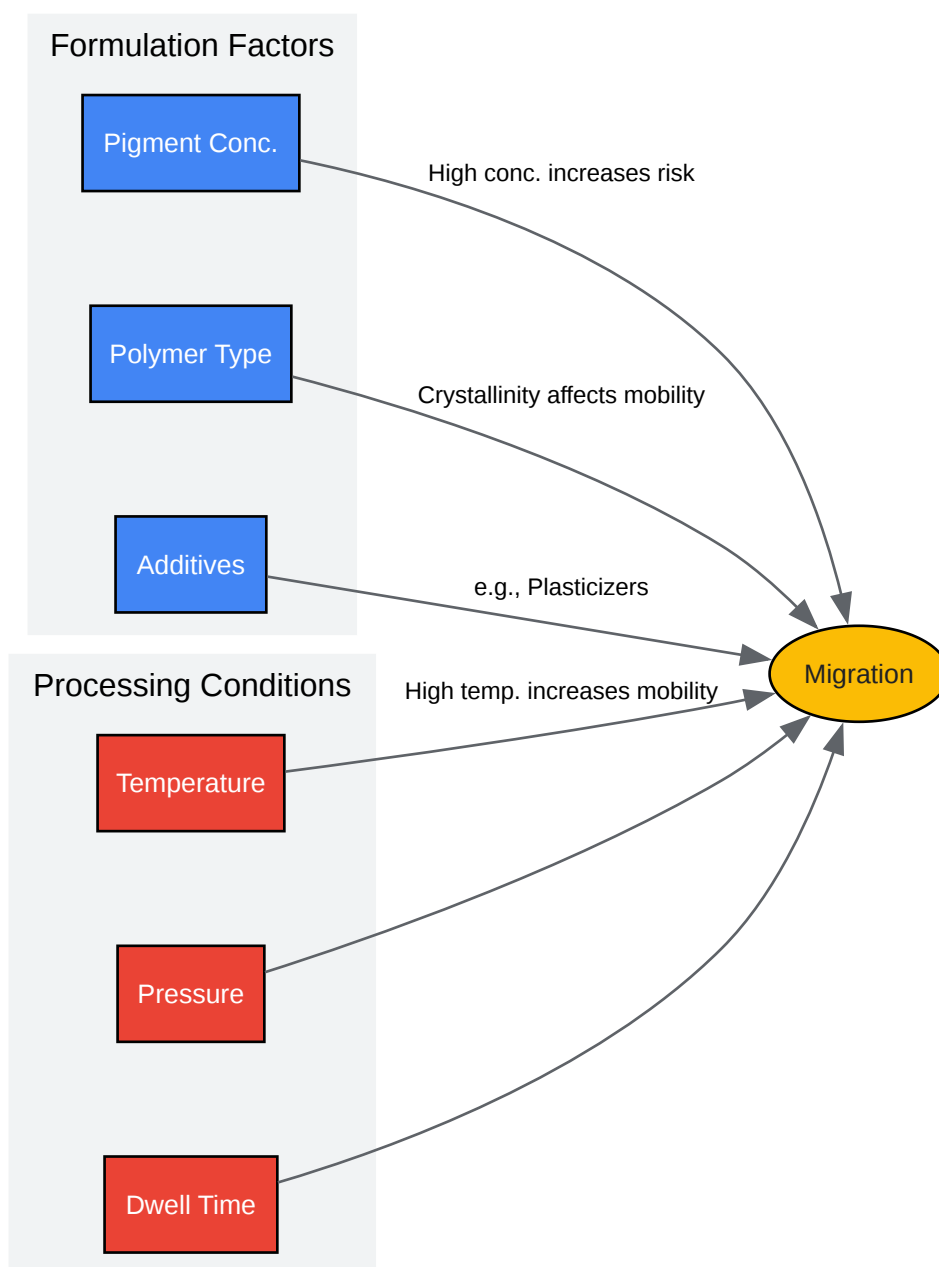 Formulation Factors
Pigment Conc.
High conc. increases risk
Polymer Type
Crystallinity affects mobility
Additives
e.g., Plasticizers
Migration
Processing Conditions
High temp. increases mobility
Temperature
Pressure
Dwell Time